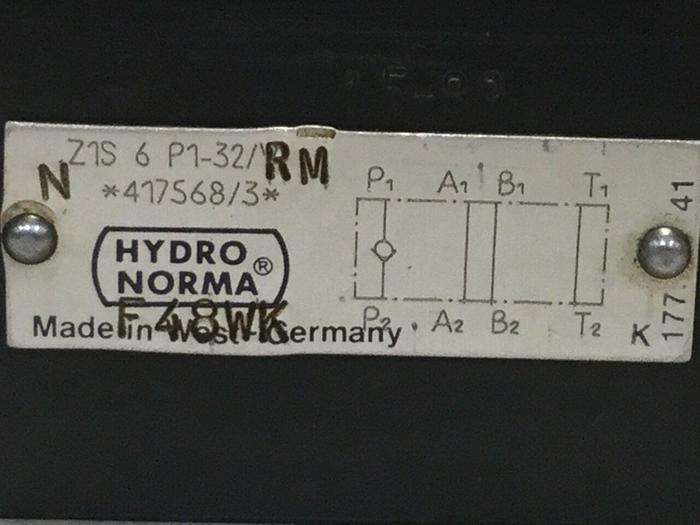 Z1S 6 P1-32/ RM
N *417568/3*
HYDRO
NORMA®
F48WK
Made in West-Germany
P1 A1 B1 T1
P2 A2 B2 T2
K
177. 41